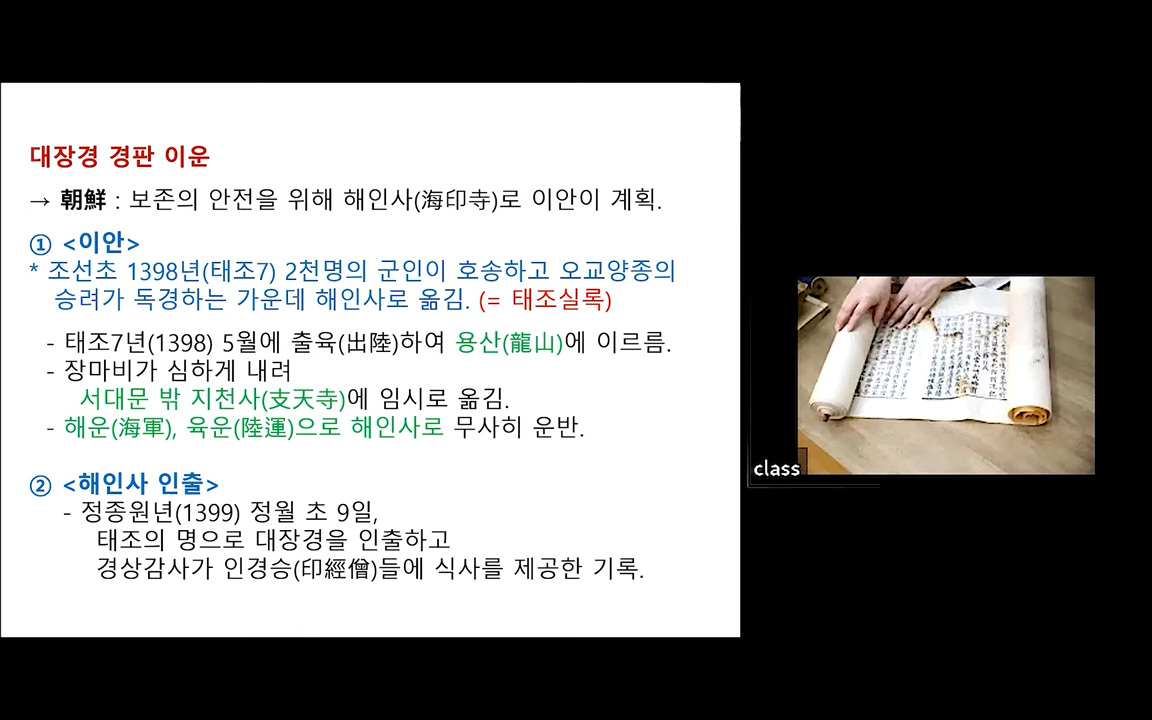 대장경 경판 이운
→ 朝鮮 : 보존의 안전을 위해 해인사(海印寺)로 이안이 계획.
① <이안>
* 조선초 1398년(태조7) 2천명의 군인이 호송하고 오교양종의
승려가 독경하는 가운데 해인사로 옮김. (= 태조실록)
- 태조7년(1398) 5월에 출육(出陸)하여 용산(龍山)에 이르름.
- 장마비가 심하게 내려
서대문 밖 지천사(支天寺)에 임시로 옮김.
- 해운(海軍), 육운(陸運)으로 해인사로 무사히 운반.
② <해인사 인출>
- 정종원년(1399) 정월 초 9일,
태조의 명으로 대장경을 인출하고
경상감사가 인경승(印經僧)들에 식사를 제공한 기록.
class